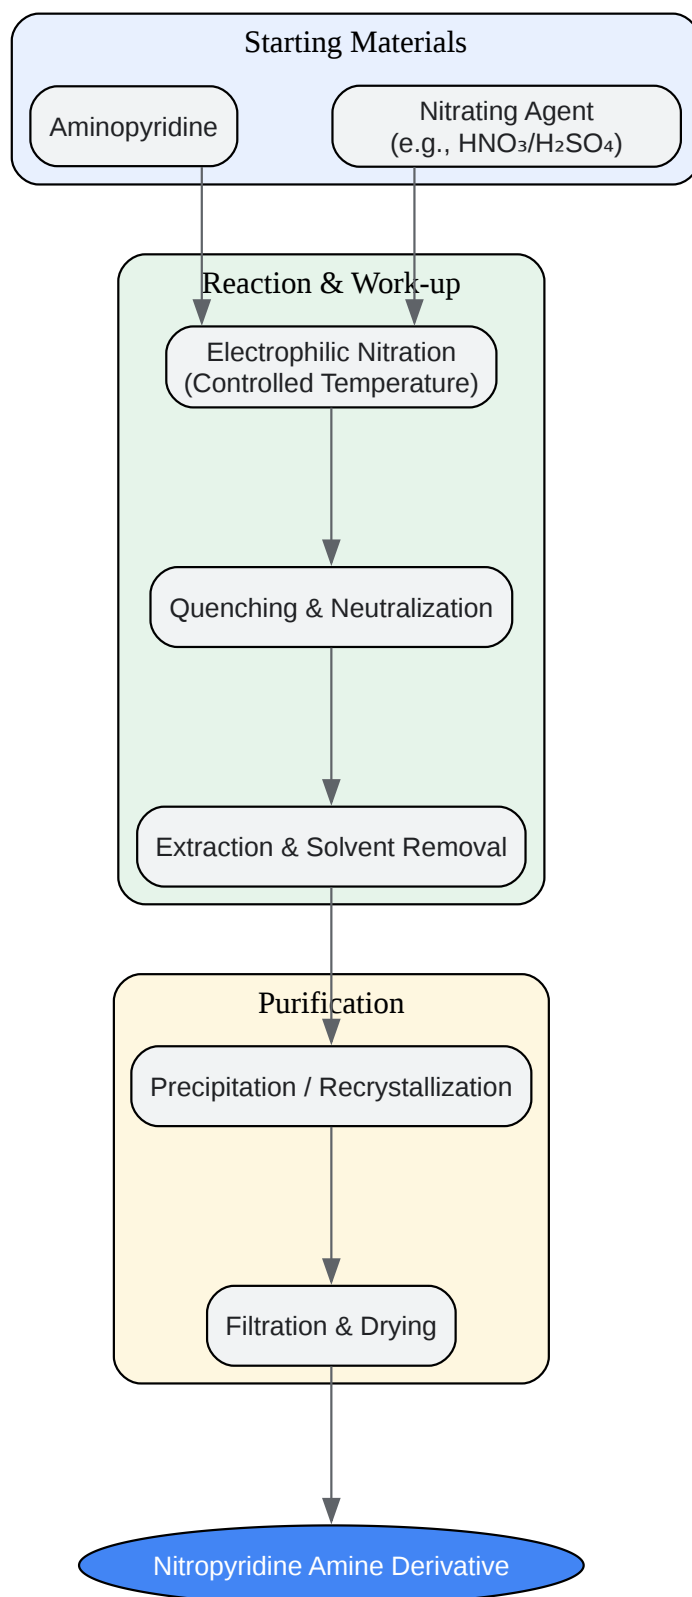 Starting Materials
Aminopyridine
Nitrating Agent
(e.g., HNO₃/H₂SO₄)
Reaction & Work-up
Electrophilic Nitration
(Controlled Temperature)
Quenching & Neutralization
Extraction & Solvent Removal
Purification
Precipitation / Recrystallization
Filtration & Drying
Nitropyridine Amine Derivative